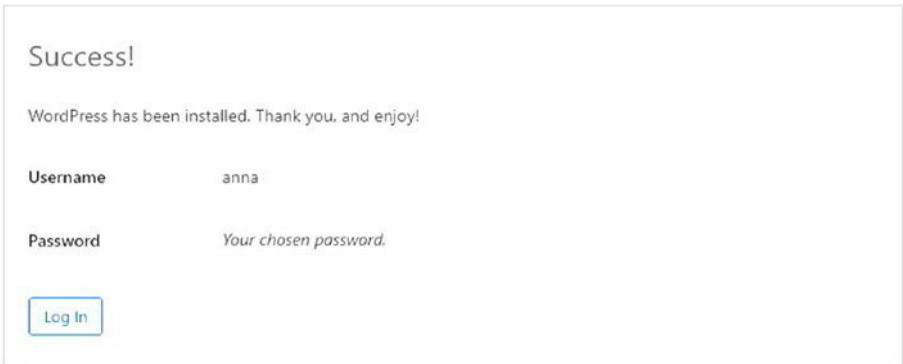 Success!
WordPress has been installed. Thank you, and enjoy!
Username anna
Password Your chosen password.
Log In